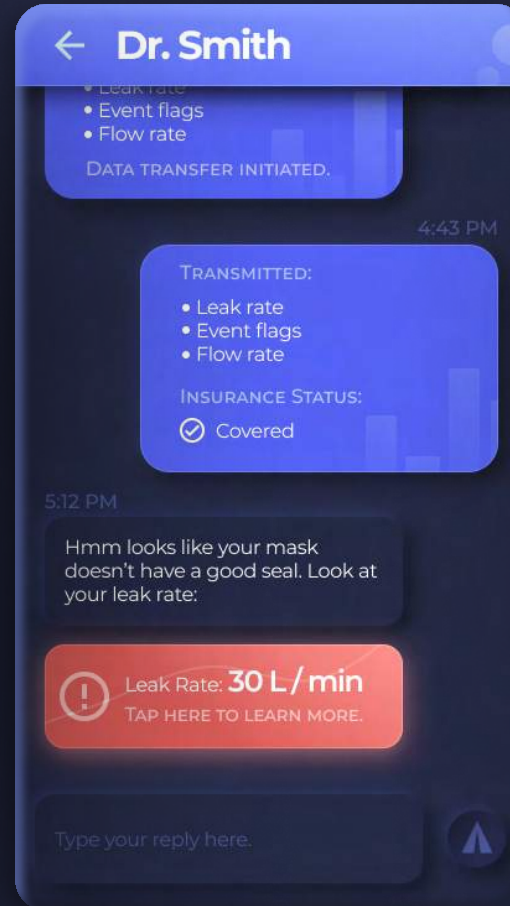 Dr. Smith
• Leak rate
• Event flags
• Flow rate
DATA TRANSFER INITIATED.
4:43 PM
TRANSMITTED:
• Leak rate
• Event flags
• Flow rate
INSURANCE STATUS:
Covered
5:12 PM
Hmm looks like your mask
doesn't have a good seal. Look at
your leak rate:
Leak Rate: 30 L / min
TAP HERE TO LEARN MORE.
Type your reply here.